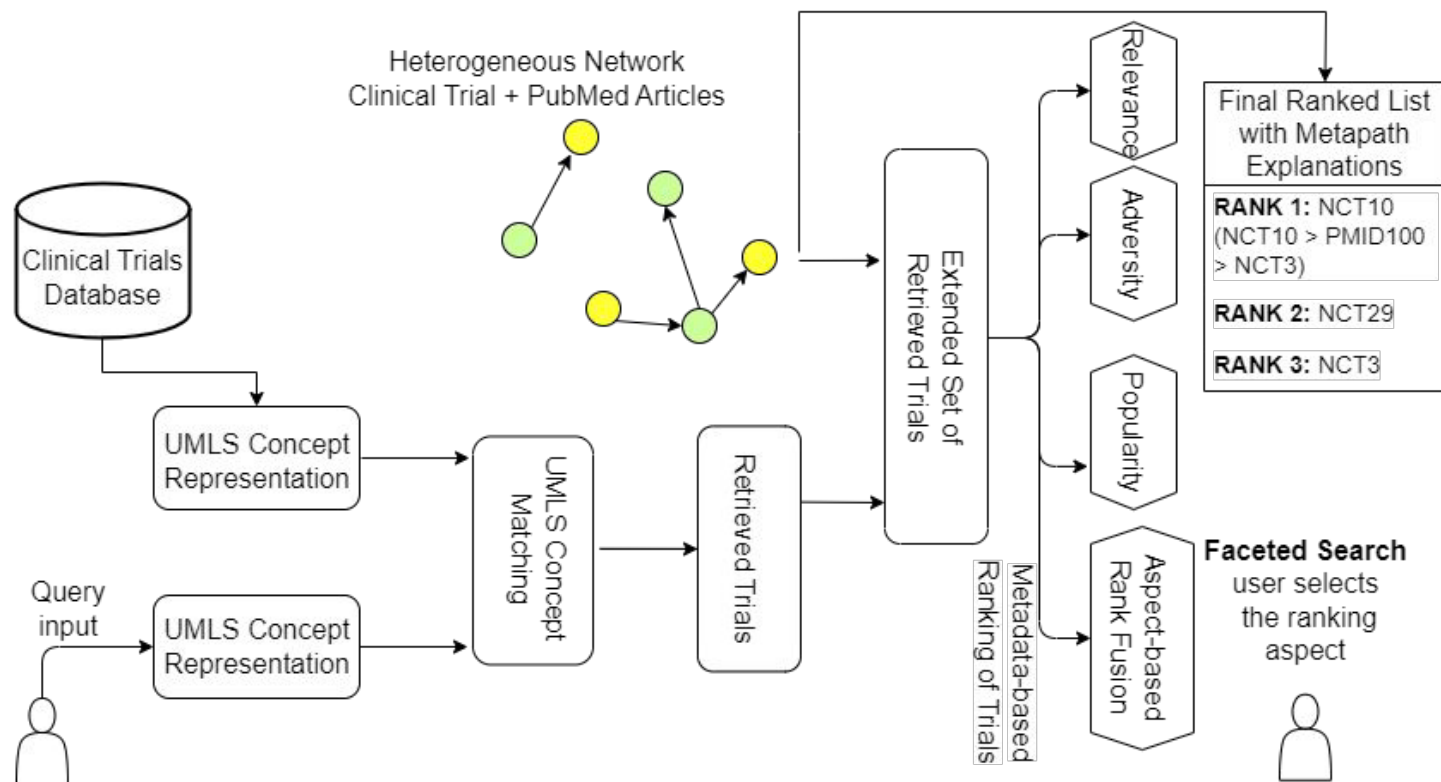 Heterogeneous Network
Clinical Trial + PubMed Articles
Clinical Trials
Database
UMLS Concept
Representation
Query
input
UMLS Concept
Representation
UMLS Concept
Matching
Retrieved Trials
Extended Set of
Retrieved Trials
Metadata-based
Ranking of Trials
Relevance
Adversity
Popularity
Aspect-based
Rank Fusion
Final Ranked List
with Metapath
Explanations
RANK 1: NCT10
(NCT10 > PMID100
> NCT3)
RANK 2: NCT29
RANK 3: NCT3
Faceted Search
user selects
the ranking
aspect